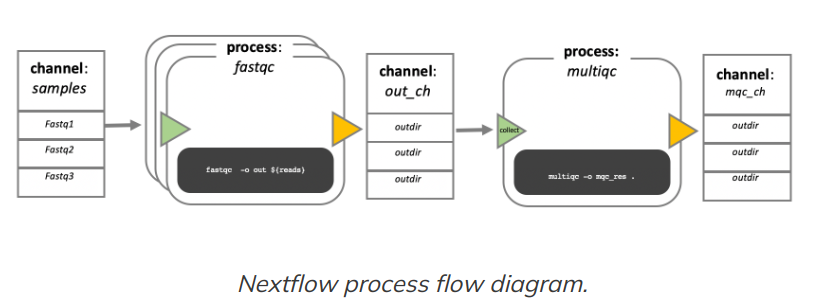 channel:
samples
Fastq1
Fastq2
Fastq3
process:
fastqc
fastqc -o out ${reads}
channel:
out_ch
outdir
outdir
outdir
process:
multiqc
collect
multiqc -o mqc_res .
channel:
mqc_ch
outdir
outdir
outdir
Nextflow process flow diagram.